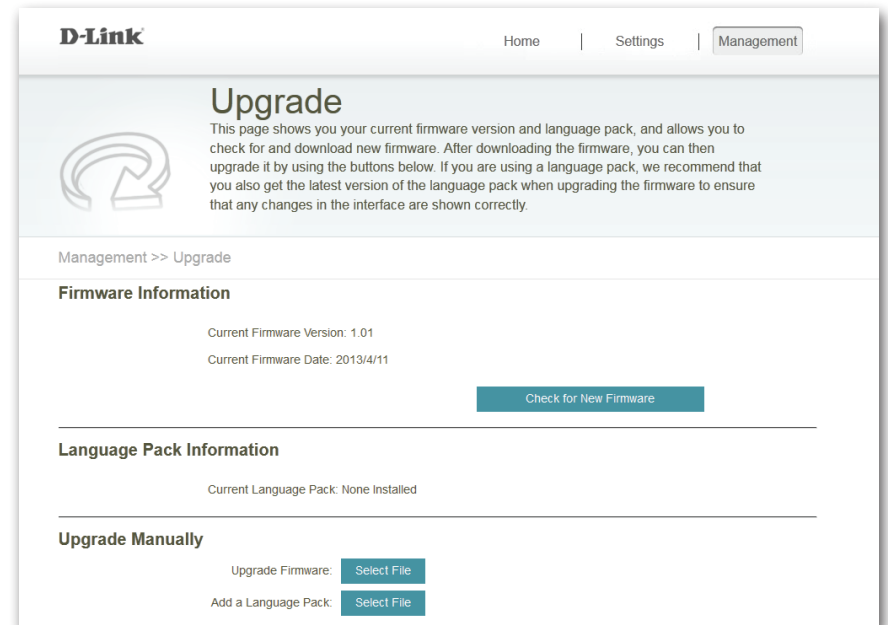 D-Link
Home | Settings | Management
Upgrade
This page shows you your current firmware version and language pack, and allows you to
check for and download new firmware. After downloading the firmware, you can then
upgrade it by using the buttons below. If you are using a language pack, we recommend that
you also get the latest version of the language pack when upgrading the firmware to ensure
that any changes in the interface are shown correctly.
Management >> Upgrade
Firmware Information
Current Firmware Version: 1.01
Current Firmware Date: 2013/4/11
Check for New Firmware
Language Pack Information
Current Language Pack: None Installed
Upgrade Manually
Upgrade Firmware: Select File
Add a Language Pack: Select File